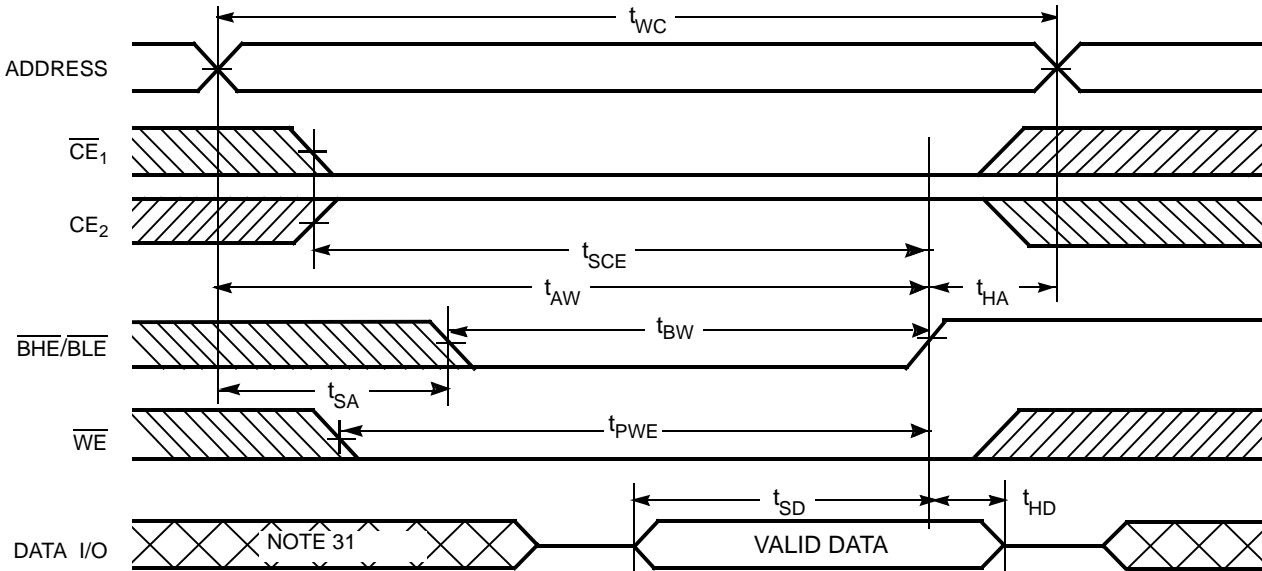 tWC
ADDRESS
CE1
CE2
tSCE
tAW
tHA
BHE/BLE
tBW
tSA
WE
tPWE
tSD
tHD
DATA I/O
NOTE 31
VALID DATA